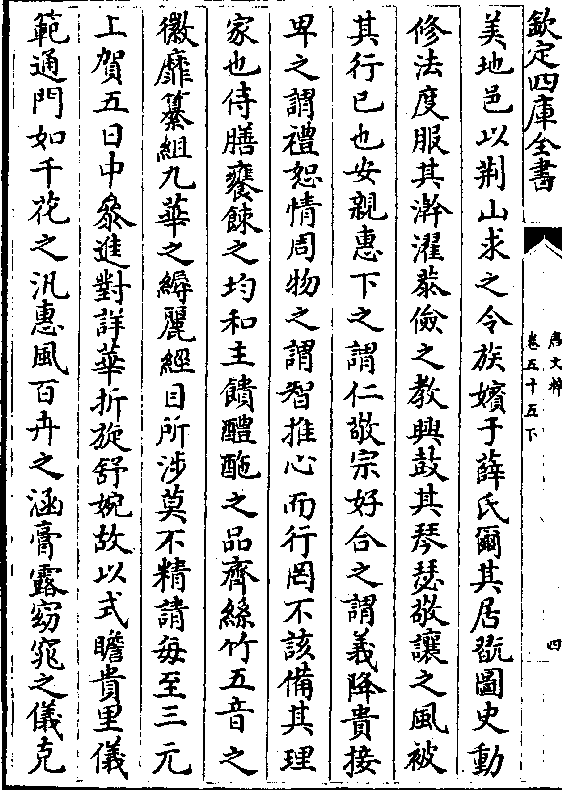 欽定四庫全書
唐文粹
卷五十五下
四
美地邑以荆山求之令族嬪于薛氏爾其居翫圖史動
修法度服其澣濯恭儉之教興鼓其琴瑟敬讓之風被
其行已也安親惠下之謂仁敬宗好合之謂義降貴接
卑之謂禮恕情周物之謂智推心而行罔不該備其理
家也侍膳饔餗之均和主饋醴酏之品齊絲竹五音之
徽靡纂組九華之縟麗經目所涉莫不精請每至三元
上賀五日中參進對詳華折旋舒婉故以式瞻貴里儀
範通門如千花之汎惠風百卉之涵膏露窈窕之儀克